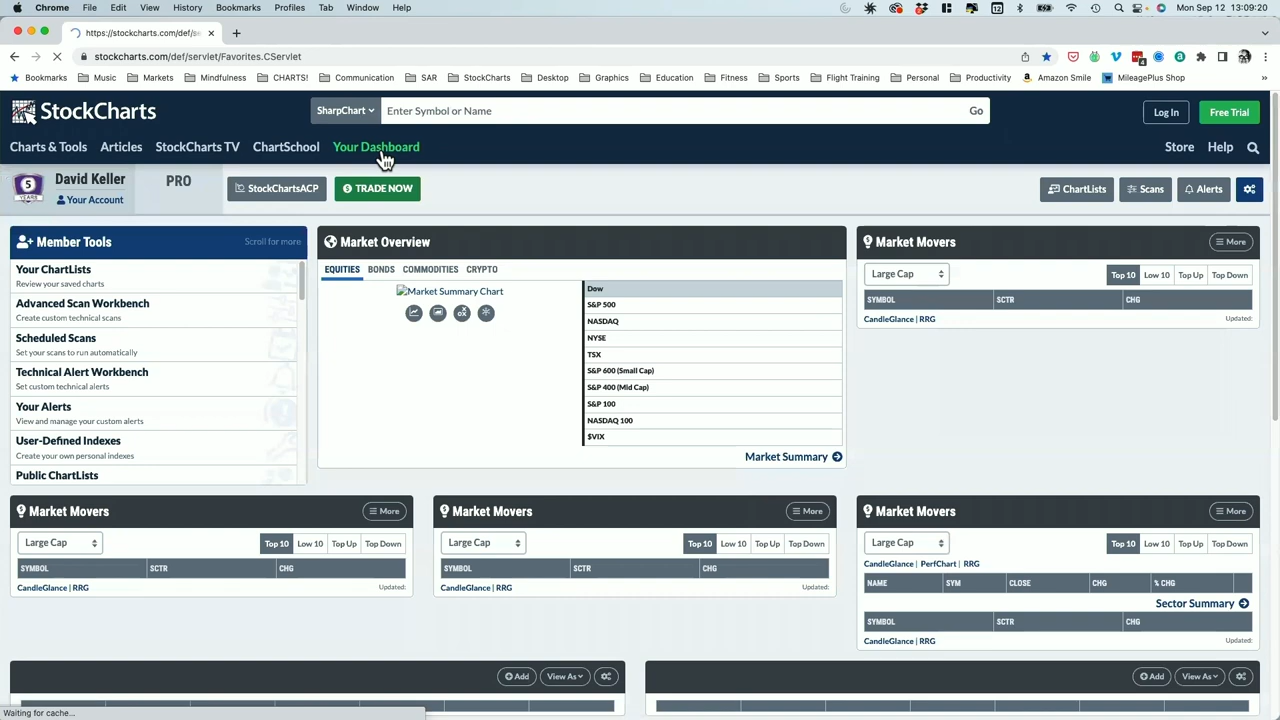 Chrome File Edit View History Bookmarks Profiles Tab Window Help Mon Sep 12 13:09:20
https://stockcharts.com/def/se
stockcharts.com/def/servlet/Favorites.CServlet
Bookmarks Music Markets Mindfulness CHARTS! Communication SAR StockCharts Desktop Graphics Education Fitness Sports Flight Training Personal Productivity Amazon Smile MileagePlus Shop
StockCharts SharpChart Enter Symbol or Name Go Log In Free Trial
Charts & Tools Articles StockCharts TV ChartSchool Your Dashboard Store Help
5 YEARS David Keller PRO StockChartsACP TRADE NOW ChartLists Scans Alerts
Your Account
Member Tools Scroll for more
Your ChartLists
Review your saved charts
Advanced Scan Workbench
Create custom technical scans
Scheduled Scans
Set your scans to run automatically
Technical Alert Workbench
Set custom technical alerts
Your Alerts
View and manage your custom alerts
User-Defined Indexes
Create your own personal indexes
Public ChartLists
Market Overview
EQUITIES BONDS COMMODITIES CRYPTO
Market Summary Chart
Dow
S&P 500
NASDAQ
NYSE
TSX
S&P 600 (Small Cap)
S&P 400 (Mid Cap)
S&P 100
NASDAQ 100
$VIX
Market Summary
Market Movers More
Large Cap Top 10 Low 10 Top Up Top Down
SYMBOL SCTR CHG
CandleGlance | RRG Updated:
Market Movers More
Large Cap Top 10 Low 10 Top Up Top Down
SYMBOL SCTR CHG
CandleGlance | RRG Updated:
Market Movers More
Large Cap Top 10 Low 10 Top Up Top Down
SYMBOL SCTR CHG
CandleGlance | RRG Updated:
Market Movers More
Large Cap Top 10 Low 10 Top Up Top Down
CandleGlance | PerfChart | RRG
NAME SYM CLOSE CHG % CHG
Sector Summary
SYMBOL SCTR CHG
CandleGlance | RRG Updated:
Add View As
Add View As
Waiting for cache...